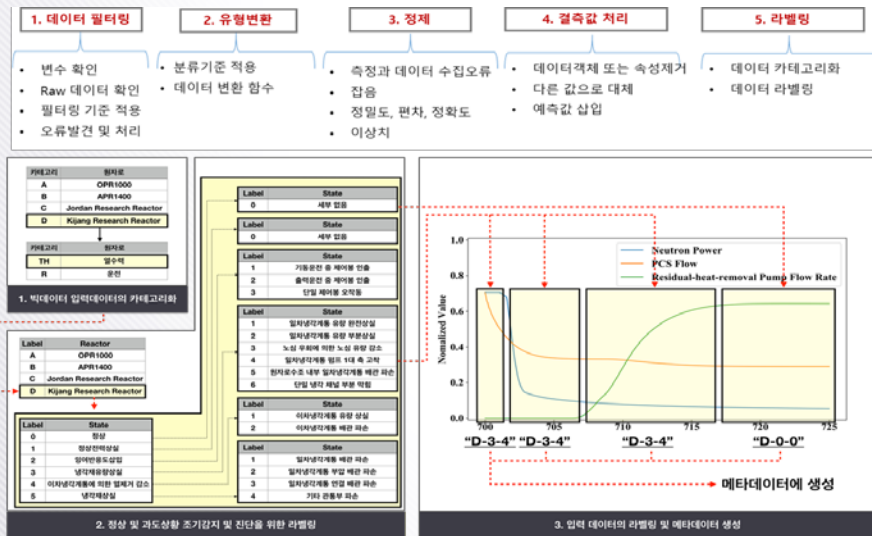 1. 데이터 필터링
• 변수 확인
• Raw 데이터 확인
• 필터링 기준 적용
• 오류발견 및 처리
2. 유형변환
• 분류기준 적용
• 데이터 변환 함수
3. 정제
• 측정과 데이터 수집오류
• 잡음
• 정밀도, 편차, 정확도
• 이상치
4. 결측값 처리
• 데이터객체 또는 속성제거
• 다른 값으로 대체
• 예측값 삽입
5. 라벨링
• 데이터 카테고리화
• 데이터 라벨링
카테고리 원자로
A OPR1000
B APR1400
C Jordan Research Reactor
D Kijang Research Reactor
카테고리 원자로
TH 열수력
R 운전
1. 빅데이터 입력데이터의 카테고리화
Label Reactor
A OPR1000
B APR1400
C Jordan Research Reactor
D Kijang Research Reactor
Label State
0 정상
1 정상전력상실
2 잉여반응도삽입
3 냉각재유량상실
4 이차냉각계통에 의한 열제거 감소
5 냉각재상실
Label State
0 세부 없음
Label State
0 세부 없음
Label State
1 기동운전 중 제어봉 인출
2 출력운전 중 제어봉 인출
3 단일 제어봉 오작동
Label State
1 일차냉각계통 유량 완전상실
2 일차냉각계통 유량 부분상실
3 노심 우회에 의한 노심 유량 감소
4 일차냉각계통 펌프 1대 축 고착
5 원자로수조 내부 일차냉각계통 배관 파손
6 단일 냉각 채널 부분 막힘
Label State
1 이차냉각계통 유량 상실
2 이차냉각계통 배관 파손
Label State
1 일차냉각계통 배관 파손
2 일차냉각계통 부압 배관 파손
3 일차냉각계통 연결 배관 파손
4 기타 관통부 파손
2. 정상 및 과도상황 조기감지 및 진단을 위한 라벨링
Neutron Power
PCS Flow
Residual-heat-removal Pump Flow Rate
Nomalized Value
1.0
0.8
0.6
0.4
0.2
0.0
700 705 710 715 720 725
“D-3-4” “D-3-4” “D-3-4” “D-0-0”
메타데이터에 생성
3. 입력 데이터의 라벨링 및 메타데이터 생성